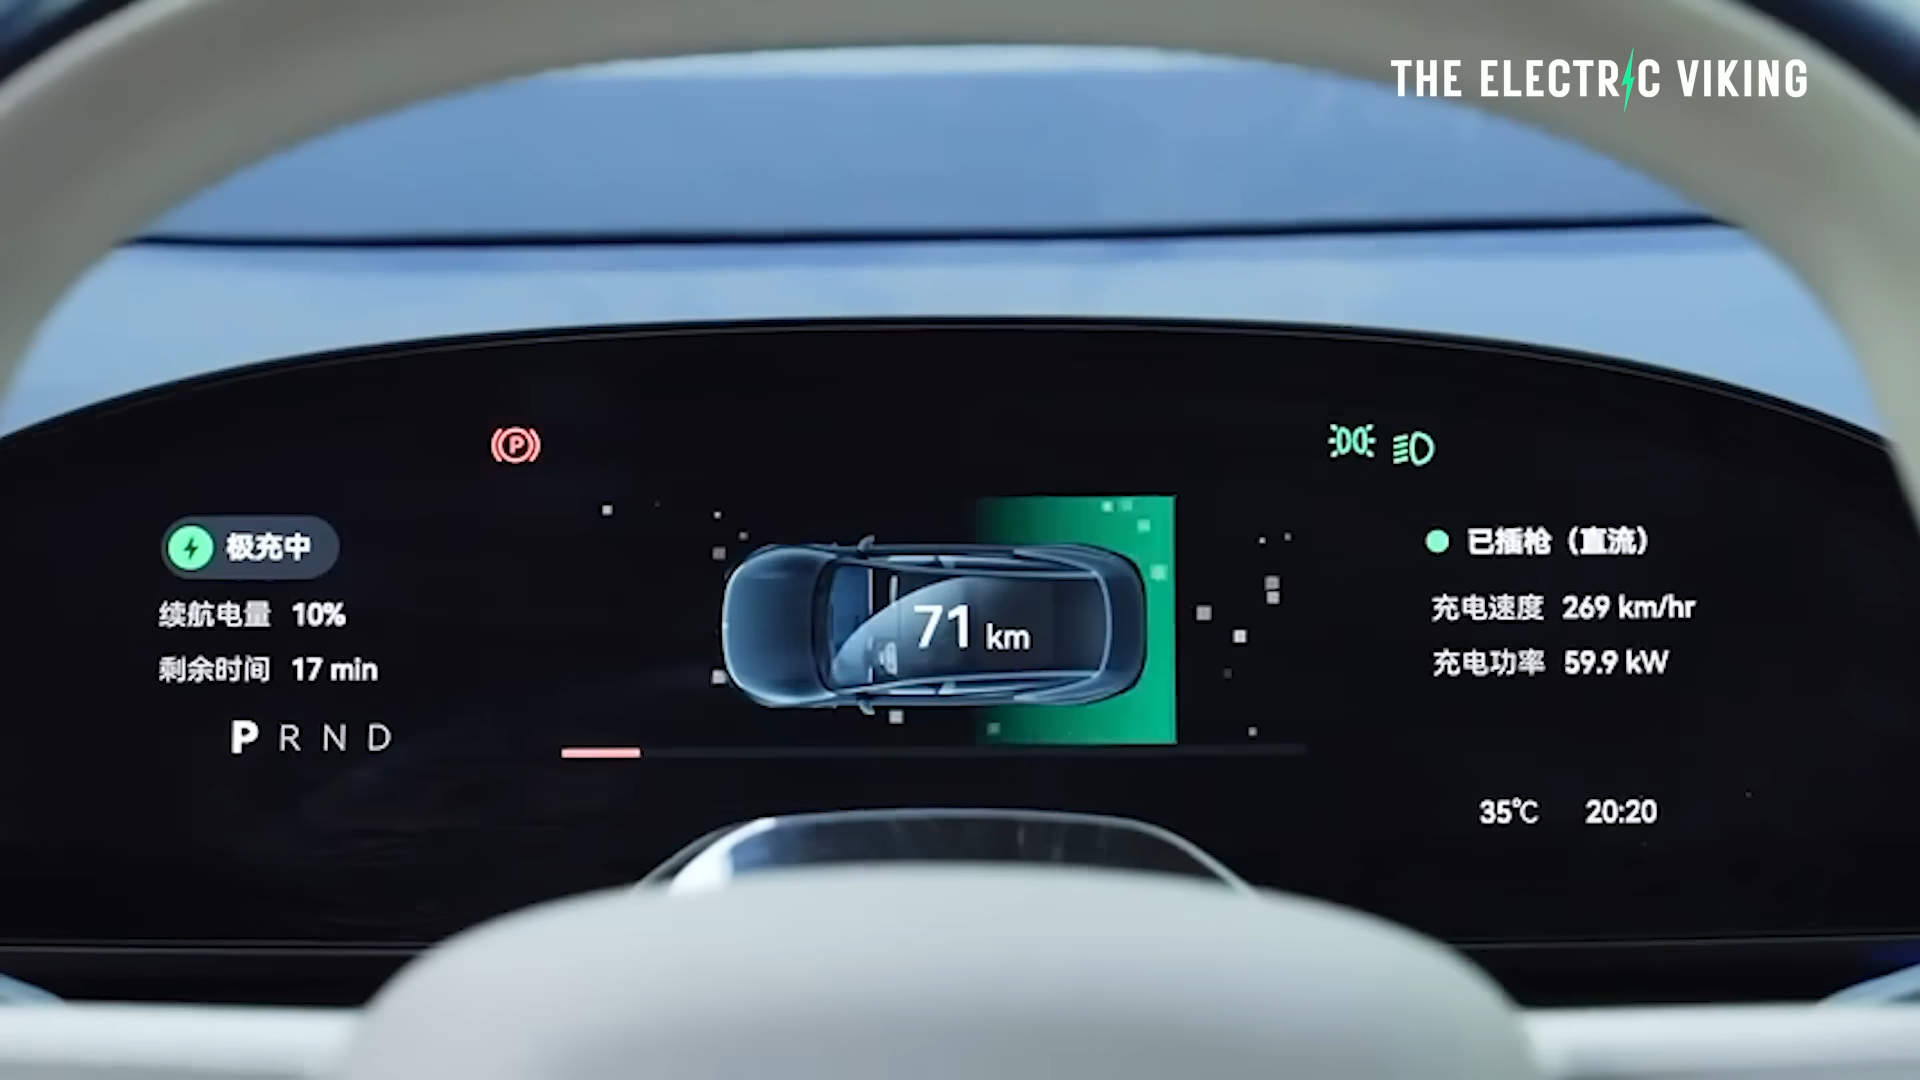 THE ELECTRIC VIKING
P
极充中
续航电量 10%
剩余时间 17 min
P R N D
71 km
已插枪（直流）
充电速度 269 km/hr
充电功率 59.9 kW
35℃ 20:20